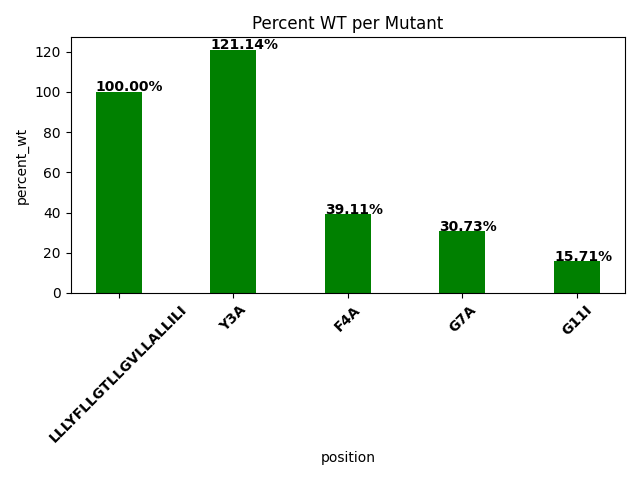 Percent WT per Mutant
percent_wt
120
100
80
60
40
20
0
100.00%
121.14%
39.11%
30.73%
15.71%
LLLYFLLGTLLGVLLALLILI
Y3A
F4A
G7A
G11I
position